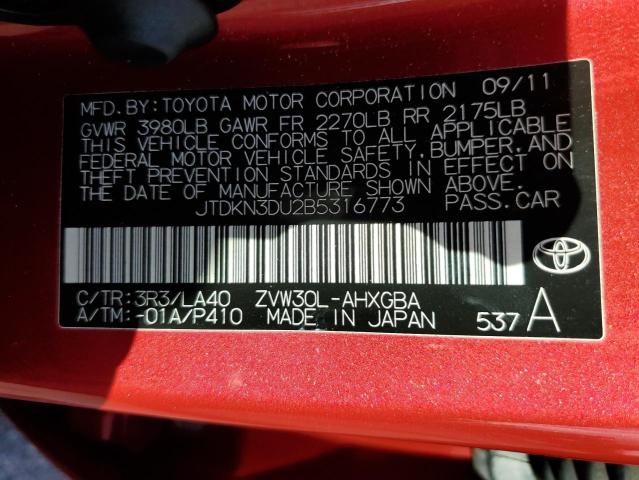 MFD.BY: TOYOTA MOTOR CORPORATION 09/11
GVWR 3980LB GAWR FR 2270LB RR 2175LB
THIS VEHICLE CONFORMS TO ALL APPLICABLE
FEDERAL MOTOR VEHICLE SAFETY,BUMPER,AND
THEFT PREVENTION STANDARDS IN EFFECT ON
THE DATE OF MANUFACTURE SHOWN ABOVE.
JTDKN3DU2B5316773 PASS.CAR
C/TR: 3R3/LA40 ZVW30L-AHXGBA
A/TM: -01A/P410 MADE IN JAPAN 537 A